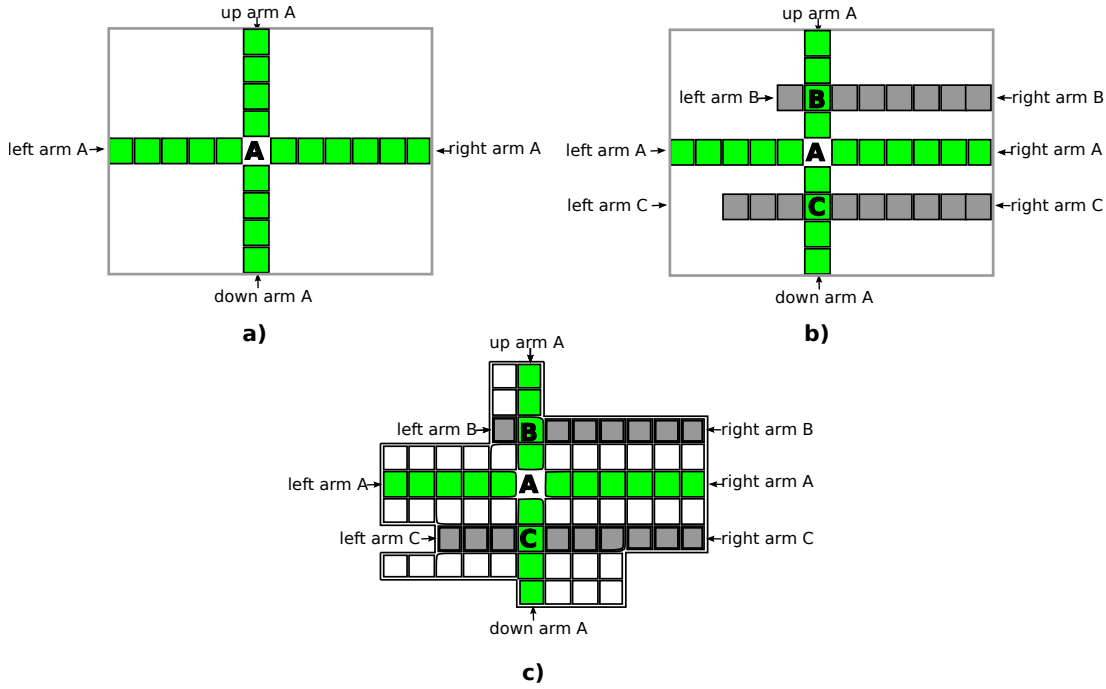 up arm A
left arm A
A
right arm A
down arm A
a)
up arm A
left arm B
B
right arm B
left arm A
A
right arm A
left arm C
C
right arm C
down arm A
b)
up arm A
left arm B
B
right arm B
left arm A
A
right arm A
left arm C
C
right arm C
down arm A
c)